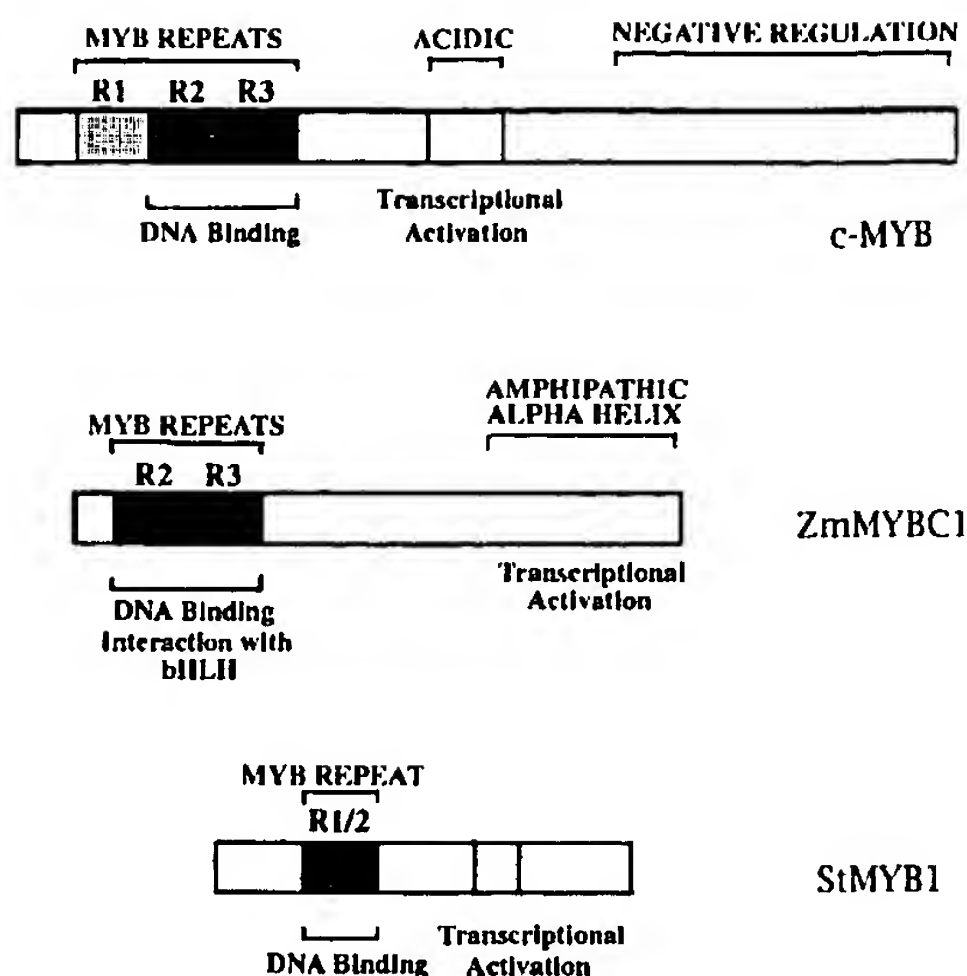 MYB REPEATS ACIDIC NEGATIVE REGULATION
R1 R2 R3
DNA Binding
Transcriptional
Activation
c-MYB
AMPHIPATHIC
ALPHA HELIX
MYB REPEATS
R2 R3
ZmMYBC1
DNA Binding
Interaction with
bHLH
Transcriptional
Activation
MYB REPEAT
R1/2
StMYB1
DNA Binding
Transcriptional
Activation